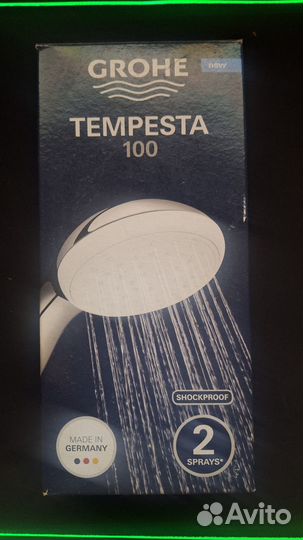 GROHE
new
TEMPESTA
100
SHOCKPROOF
MADE IN
GERMANY
2
SPRAYS*
Avito